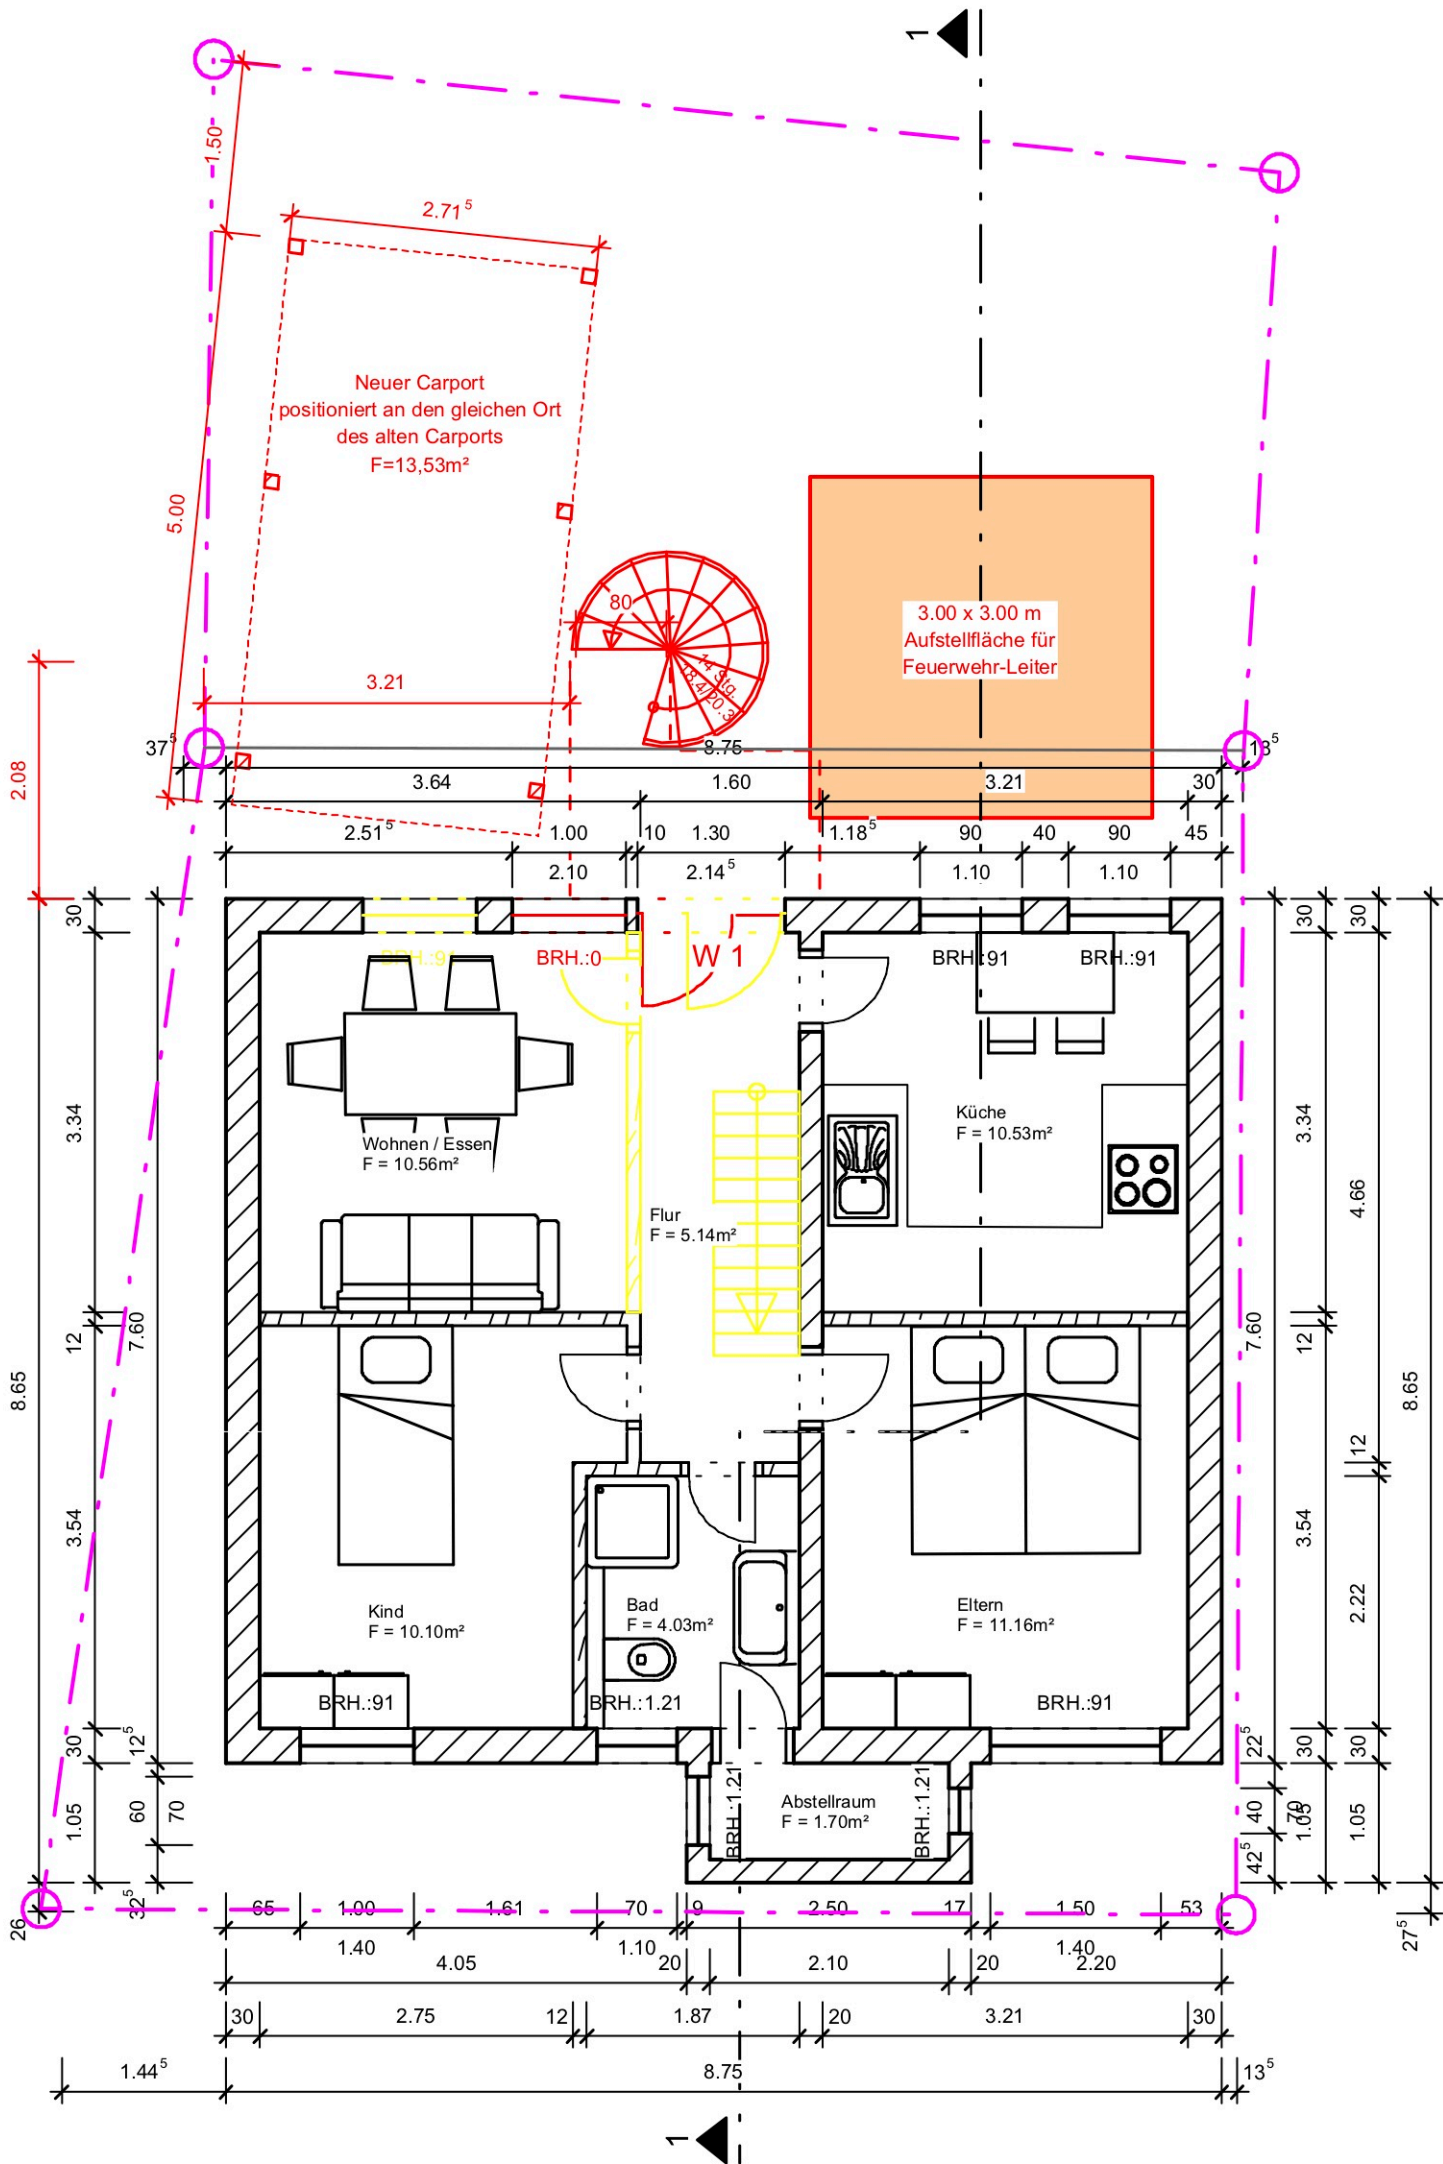 1
1.50
2.71⁵
Neuer Carport
positioniert an den gleichen Ort
des alten Carports
F=13,53m²
5.00
80
14 Stg.
18.4/20.3
3.00 x 3.00 m
Aufstellfläche für
Feuerwehr-Leiter
3.21
2.08
37⁵
8.75
13⁵
3.64
1.60
3.21
30
2.51⁵
1.00
10
1.30
1.18⁵
90
40
90
45
2.10
2.14⁵
1.10
1.10
30
30
30
BRH.:91
BRH.:0
W 1
BRH.:91
BRH.:91
3.34
Wohnen / Essen
F = 10.56m²
Küche
F = 10.53m²
3.34
4.66
Flur
F = 5.14m²
8.65
12
7.60
7.60
12
8.65
12
3.54
3.54
2.22
Kind
F = 10.10m²
Bad
F = 4.03m²
Eltern
F = 11.16m²
BRH.:91
BRH.:1.21
BRH.:91
30
12⁵
22⁵
30
30
1.05
60
70
BRH.:1.21
Abstellraum
F = 1.70m²
BRH.:1.21
40
70
1.05
1.05
42⁵
26
32⁵
27⁵
65
1.00
1.61
70
9
2.50
17
1.50
53
1.40
1.10
1.40
4.05
20
2.10
20
2.20
30
2.75
12
1.87
20
3.21
30
1.44⁵
8.75
13⁵
1